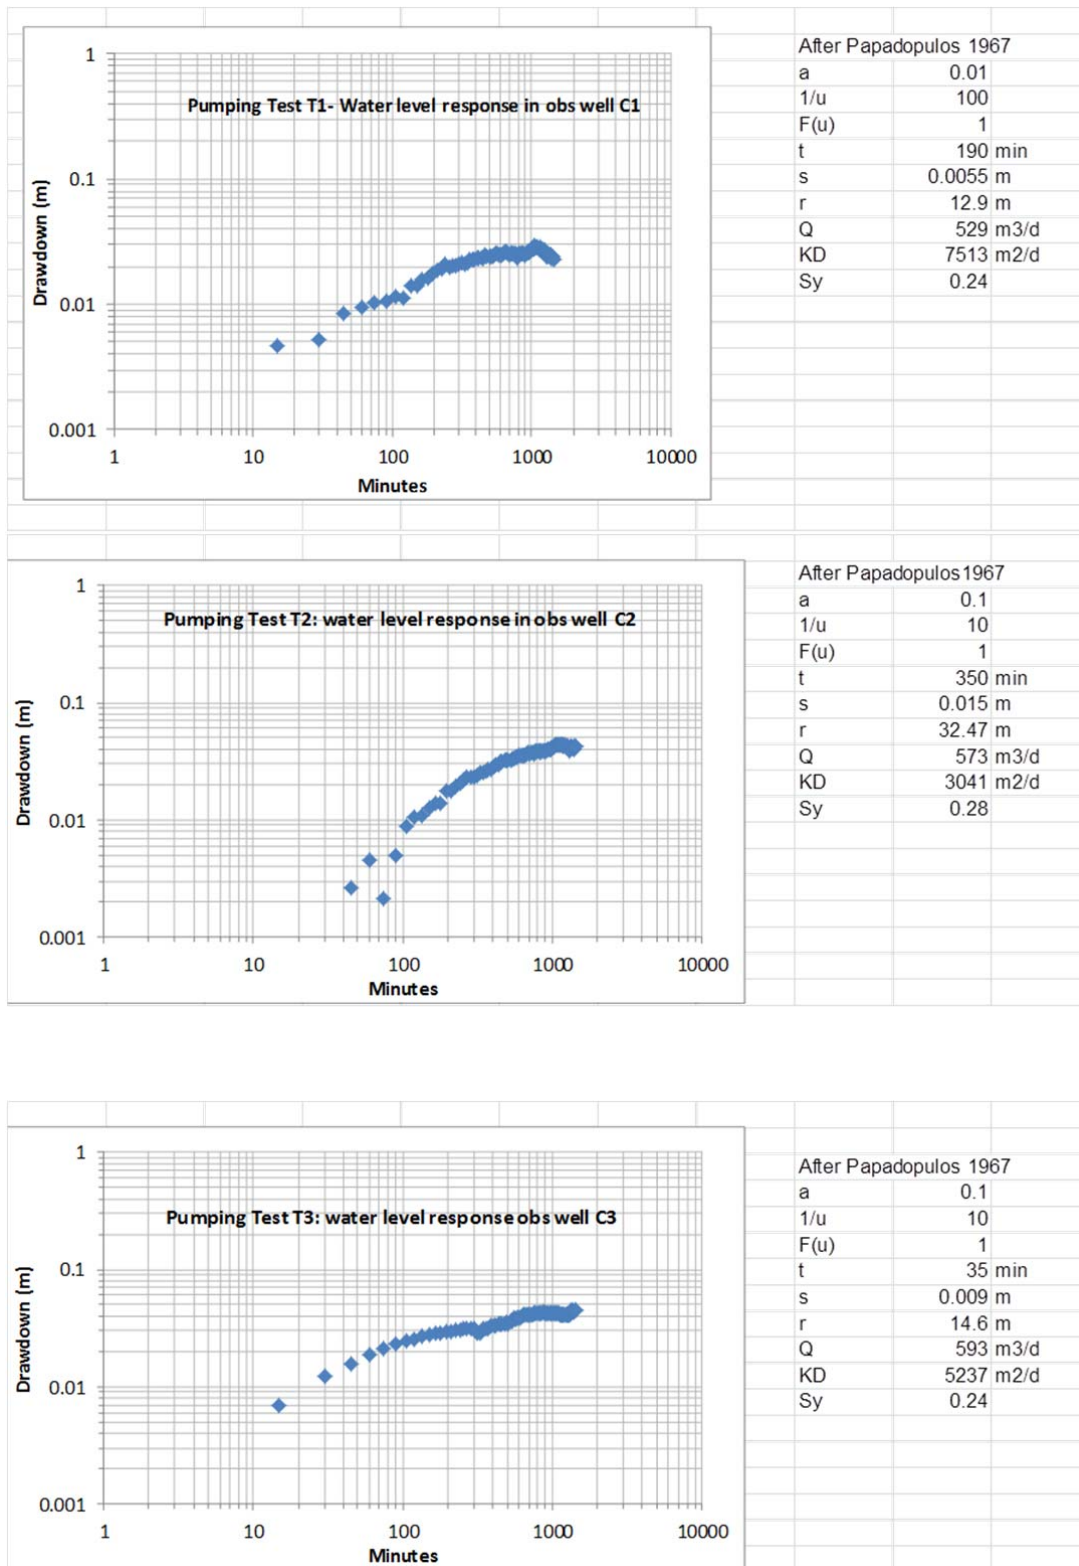 Pumping Test T1- Water level response in obs well C1
1
0.1
0.01
0.001
Drawdown (m)
1 10 100 1000 10000
Minutes
After Papadopulos 1967
a 0.01
1/u 100
F(u) 1
t 190 min
s 0.0055 m
r 12.9 m
Q 529 m3/d
KD 7513 m2/d
Sy 0.24
Pumping Test T2: water level response in obs well C2
1
0.1
0.01
0.001
Drawdown (m)
1 10 100 1000 10000
Minutes
After Papadopulos 1967
a 0.1
1/u 10
F(u) 1
t 350 min
s 0.015 m
r 32.47 m
Q 573 m3/d
KD 3041 m2/d
Sy 0.28
Pumping Test T3: water level response obs well C3
1
0.1
0.01
0.001
Drawdown (m)
1 10 100 1000 10000
Minutes
After Papadopulos 1967
a 0.1
1/u 10
F(u) 1
t 35 min
s 0.009 m
r 14.6 m
Q 593 m3/d
KD 5237 m2/d
Sy 0.24